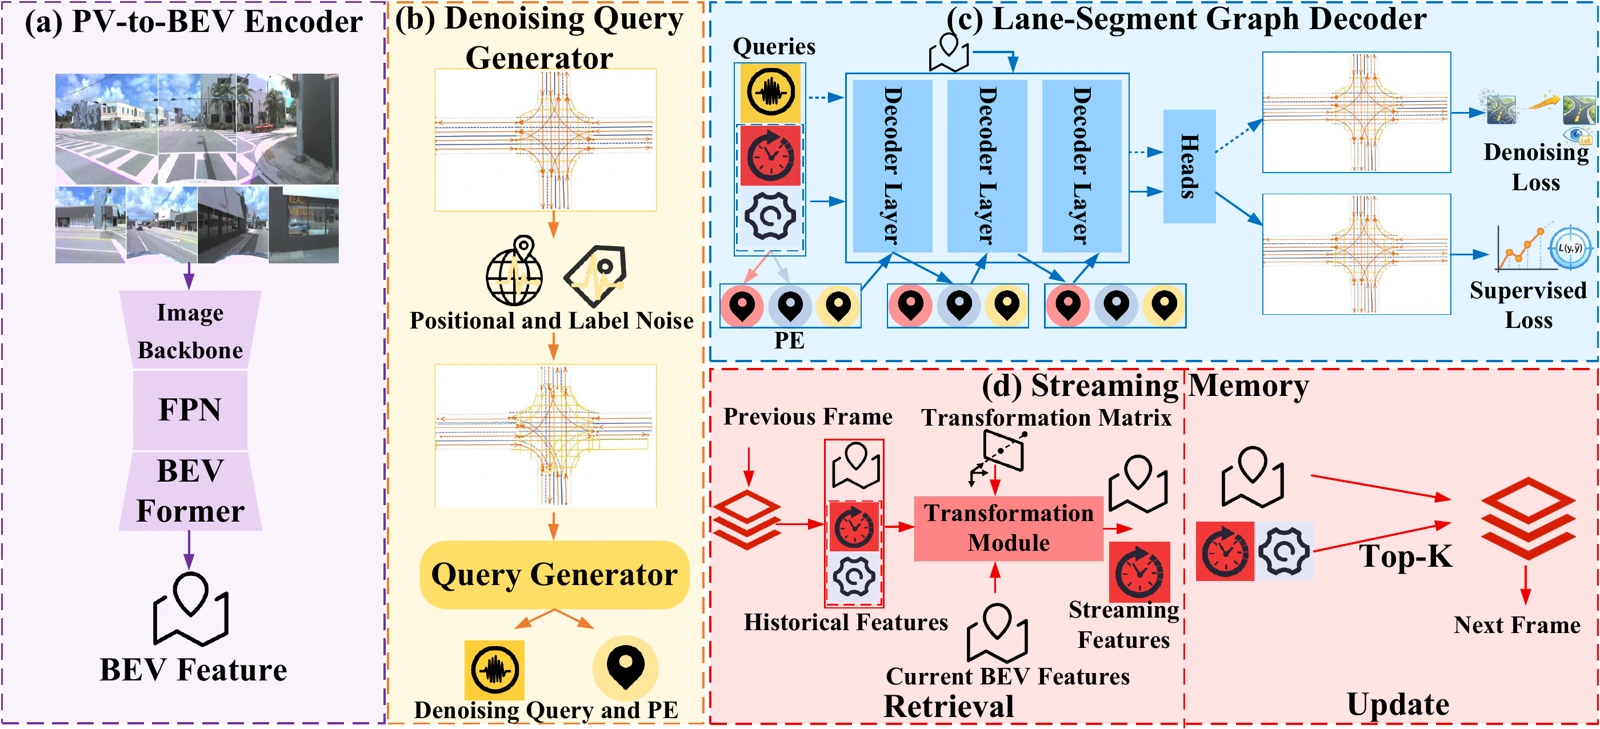 (a) PV-to-BEV Encoder
REAL
Image
Backbone
FPN
BEV
Former
BEV Feature
(b) Denoising Query
Generator
Positional and Label Noise
Query Generator
Denoising Query and PE
(c) Lane-Segment Graph Decoder
Queries
Decoder Layer
Decoder Layer
Decoder Layer
Heads
PE
Denoising
Loss
L(y,ŷ)
Supervised
Loss
(d) Streaming Memory
Previous Frame
Transformation Matrix
Transformation
Module
Historical Features
Streaming
Features
Current BEV Features
Retrieval
Top-K
Next Frame
Update